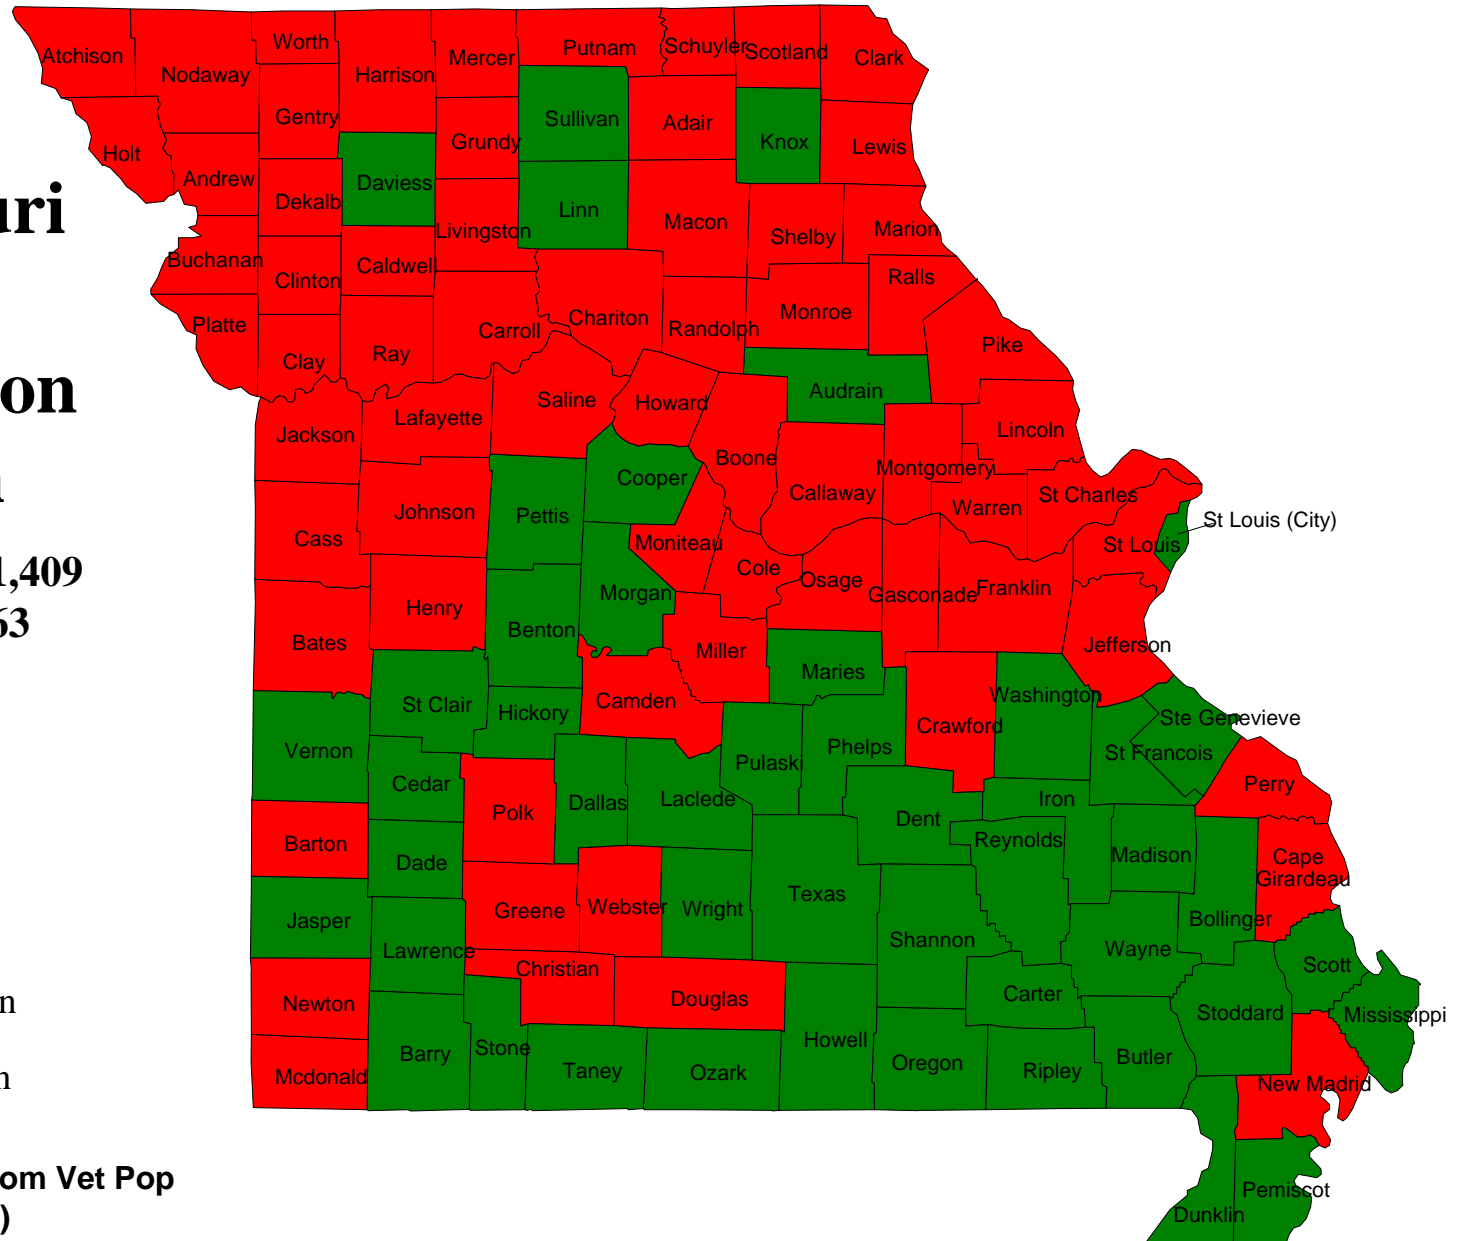 Atchison
Nodaway
Worth
Harrison
Mercer
Putnam
Schuyler
Scotland
Clark
Gentry
Sullivan
Adair
Knox
Lewis
Grundy
Holt
Andrew
Dekalb
Daviess
Linn
Macon
Shelby
Marion
Livingston
uri
Buchanan
Clinton
Caldwell
Ralls
Platte
Clay
Ray
Carroll
Chariton
Randolph
Monroe
Pike
on
Audrain
Jackson
Lafayette
Saline
Howard
Lincoln
Boone
Montgomery
Cooper
Callaway
Warren
St Charles
Cass
Johnson
Pettis
St Louis (City)
Moniteau
St Louis
Cole
Osage
Gasconade
Franklin
1,409
Henry
Morgan
63
Bates
Benton
Miller
Jefferson
Maries
St Clair
Hickory
Camden
Washington
Crawford
Ste Genevieve
Vernon
Phelps
St Francois
Pulaski
Cedar
Perry
Polk
Dallas
Laclede
Iron
Dent
Reynolds
Barton
Dade
Madison
Cape
Girardeau
Jasper
Greene
Webster
Wright
Texas
Bollinger
Lawrence
Shannon
Wayne
Christian
Scott
Newton
Douglas
Carter
Stoddard
Mississippi
n
Barry
Stone
Howell
Mcdonald
Taney
Ozark
Oregon
Ripley
Butler
New Madrid
n
om Vet Pop
Pemiscot
)
Dunklin